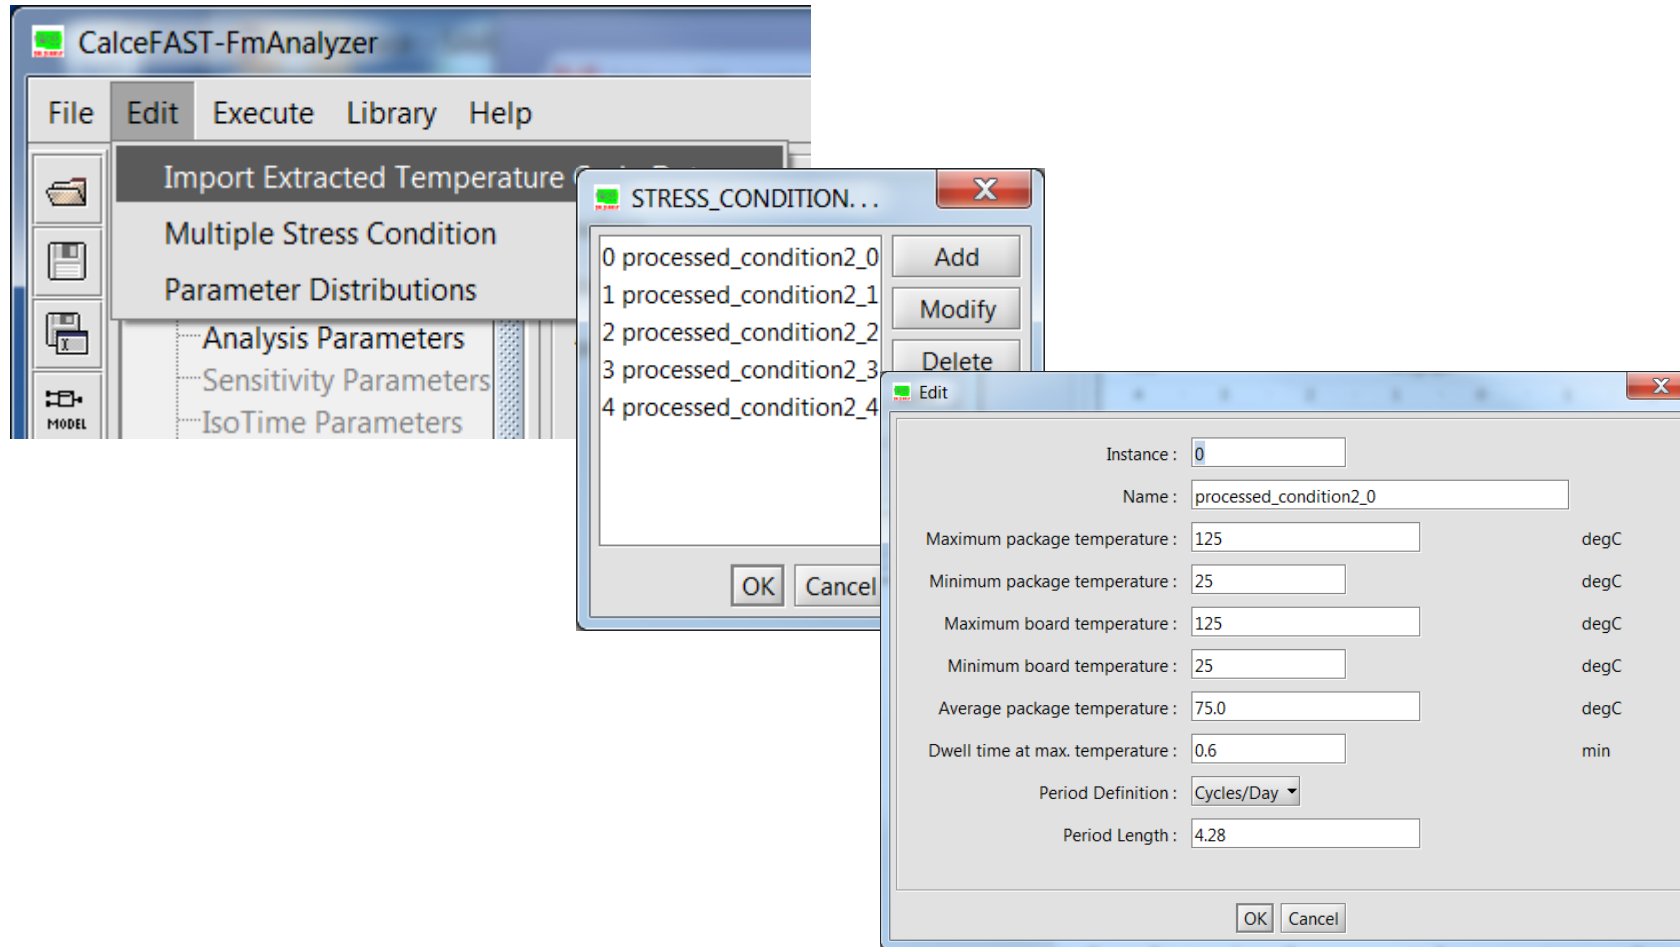 CalceFAST-FmAnalyzer
File Edit Execute Library Help
Import Extracted Temperature
Multiple Stress Condition
Parameter Distributions
Analysis Parameters
Sensitivity Parameters
IsoTime Parameters
MODEL
STRESS_CONDITION...
0 processed_condition2_0
1 processed_condition2_1
2 processed_condition2_2
3 processed_condition2_3
4 processed_condition2_4
Add
Modify
Delete
OK Cancel
Edit
Instance : 0
Name : processed_condition2_0
Maximum package temperature : 125 degC
Minimum package temperature : 25 degC
Maximum board temperature : 125 degC
Minimum board temperature : 25 degC
Average package temperature : 75.0 degC
Dwell time at max. temperature : 0.6 min
Period Definition : Cycles/Day
Period Length : 4.28
OK Cancel